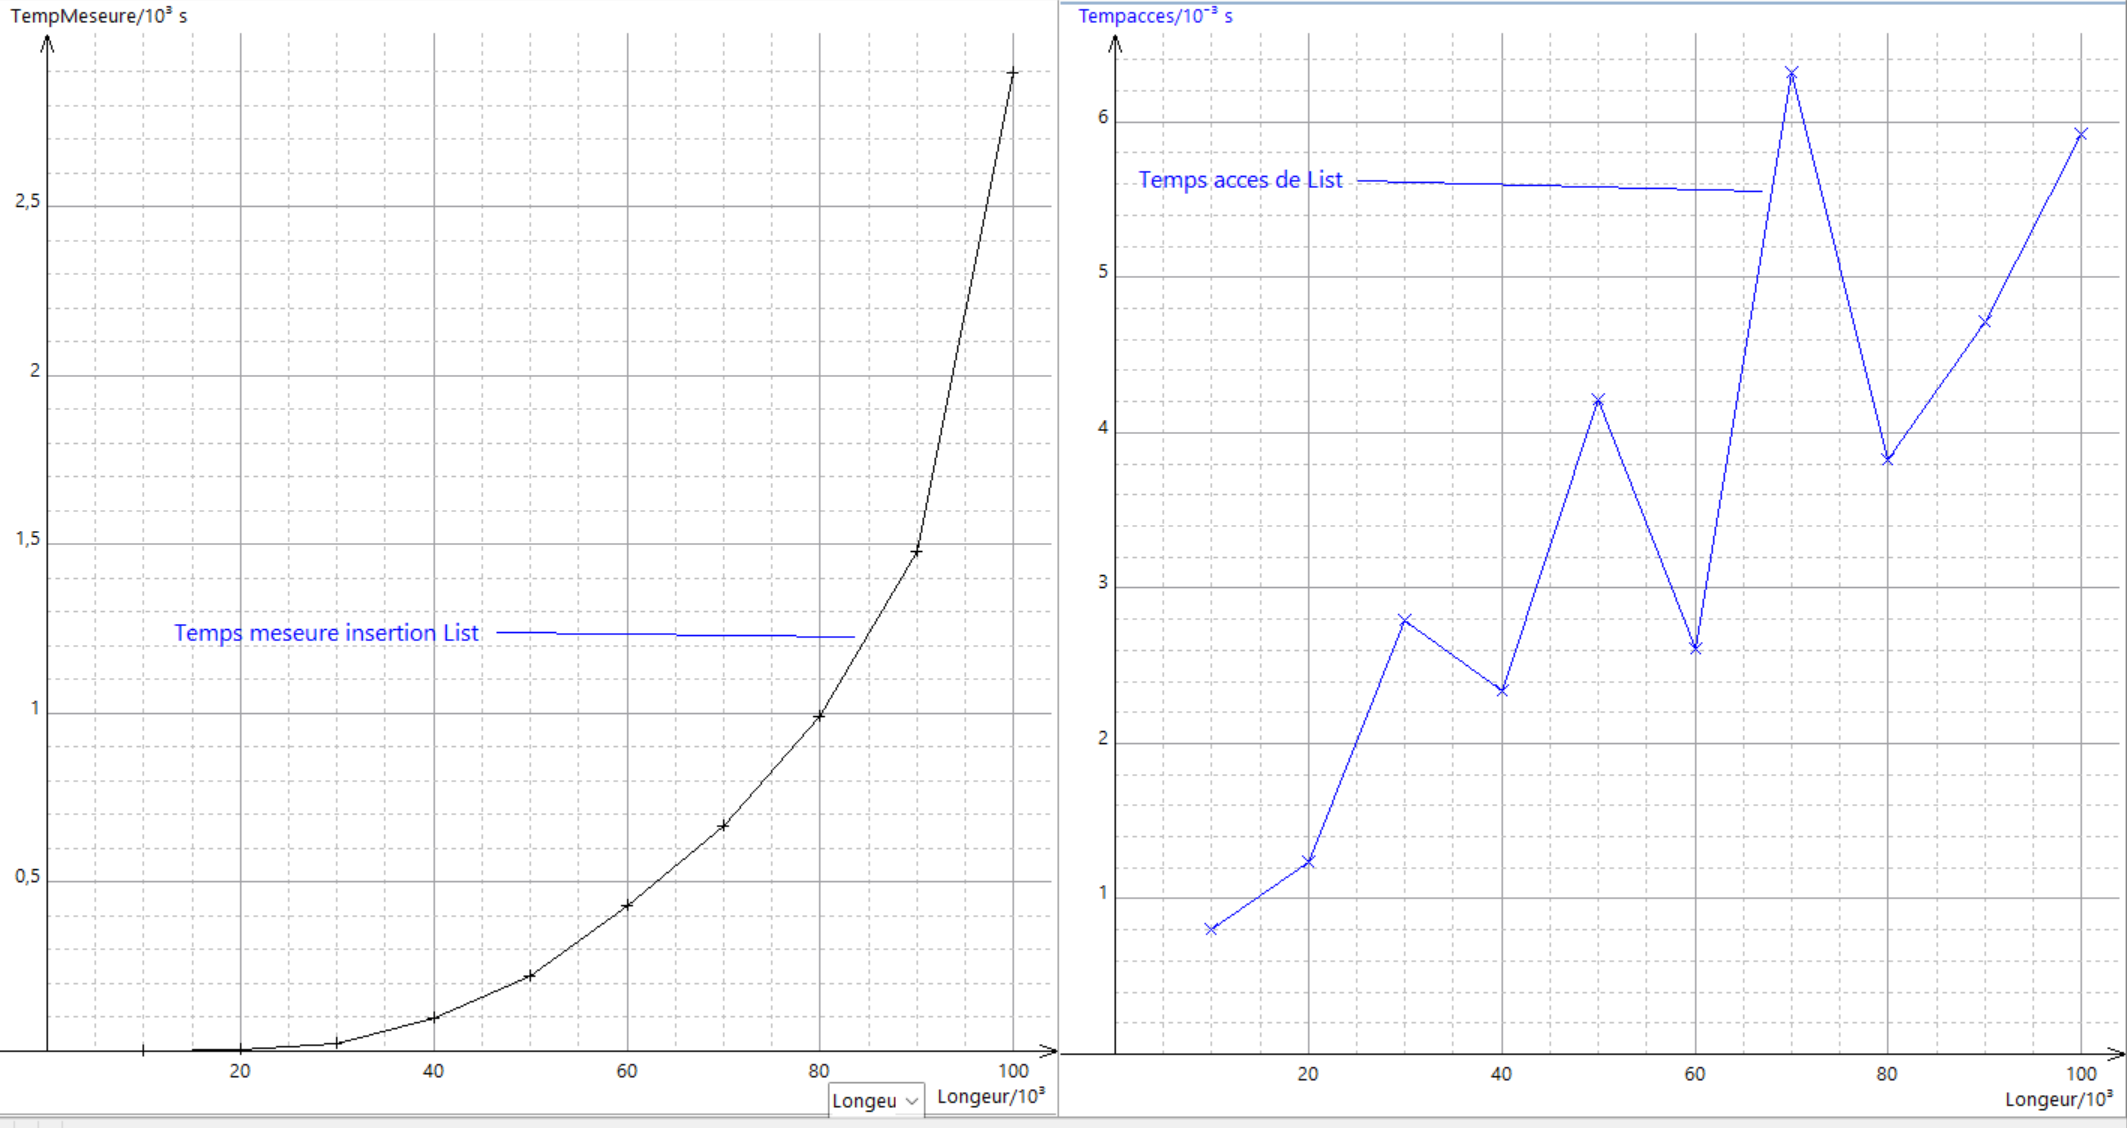 TempMeseure/10³ s
2,5
2
1,5
Temps meseure insertion List
1
0,5
20 40 60 80 100
Longeu
Longeur/10³
Tempacces/10⁻³ s
6
Temps acces de List
5
4
3
2
1
20 40 60 80 100
Longeur/10³